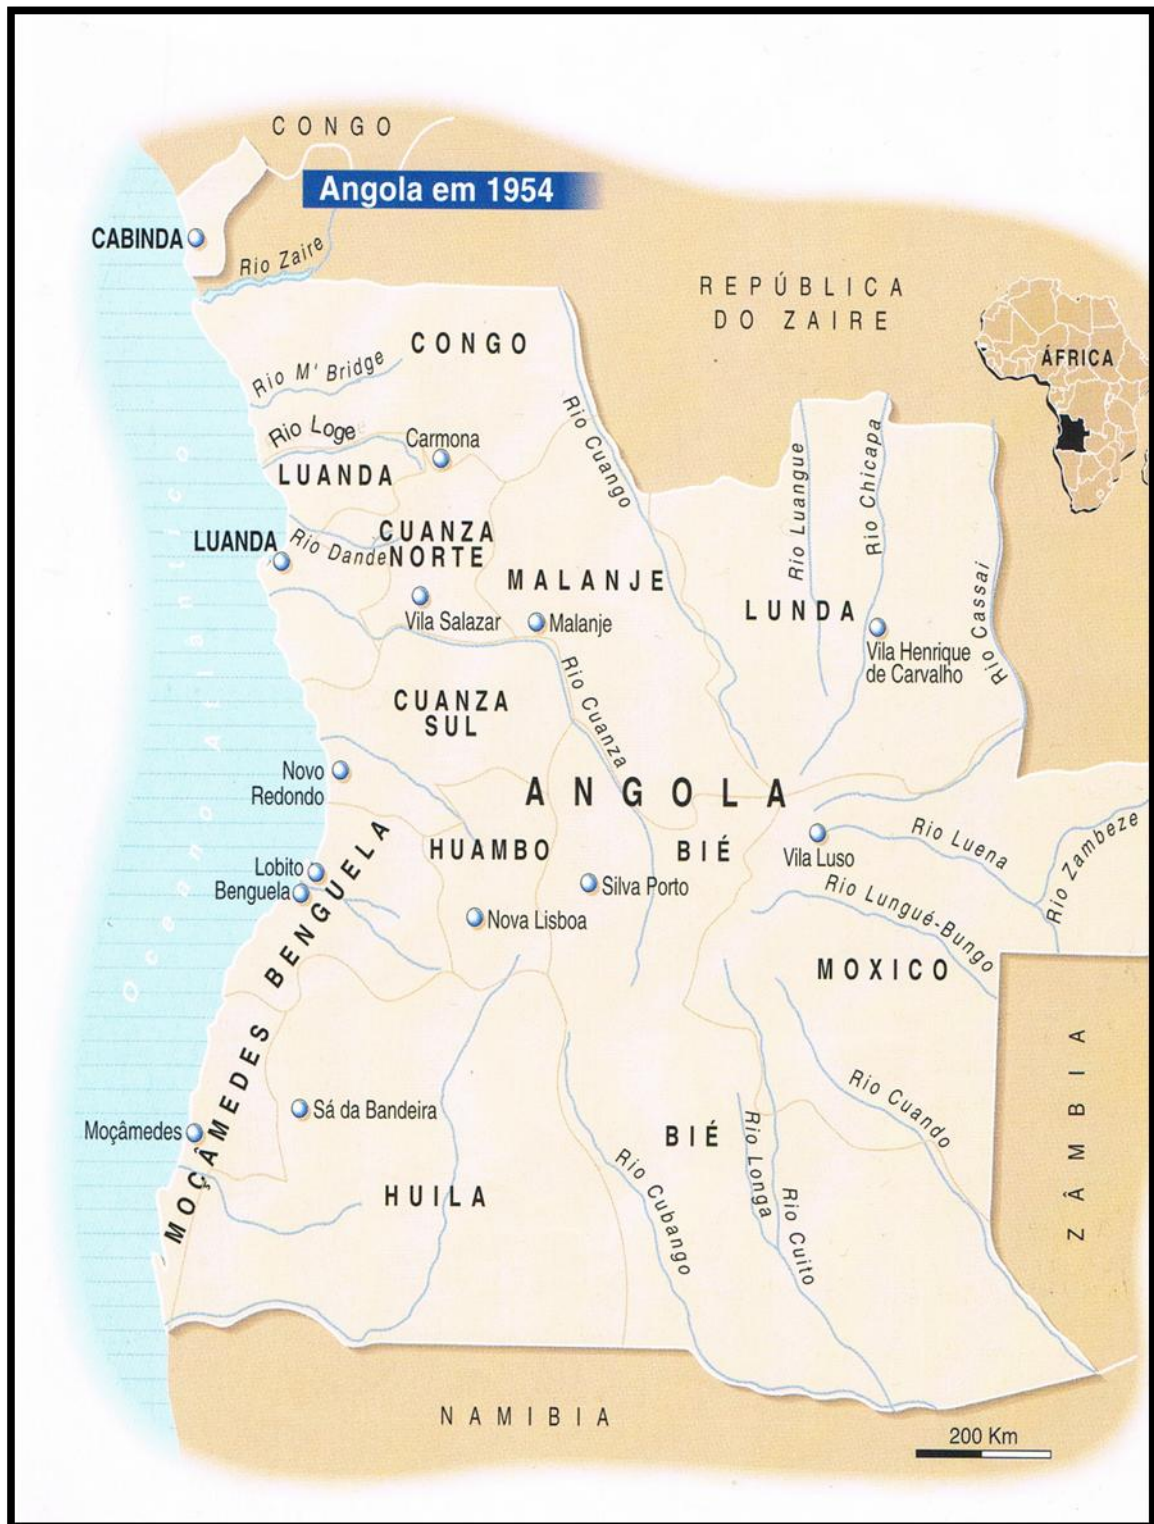 CONGO
Angola em 1954
CABINDA
Rio Zaire
REPÚBLICA
DO ZAIRE
ÁFRICA
CONGO
Rio M' Bridge
Rio Loge
Carmona
LUANDA
Rio Cuango
Rio Luangue
Rio Chicapa
Rio Cassai
LUANDA
Rio Dande
CUANZA
NORTE
MALANJE
LUNDA
Vila Salazar
Malanje
Vila Henrique
de Carvalho
CUANZA
SUL
Rio Cuanza
Oceano Atlântico
Novo
Redondo
ANGOLA
HUAMBO
BIÉ
Vila Luso
Rio Luena
Rio Zambeze
Lobito
Benguela
BENGUELA
Silva Porto
Nova Lisboa
Rio Lungué-Bungo
MOXICO
MOÇÂMEDES
Moçâmedes
Sá da Bandeira
HUILA
BIÉ
Rio Cubango
Rio Longa
Rio Cuito
Rio Cuando
ZÂMBIA
NAMIBIA
200 Km